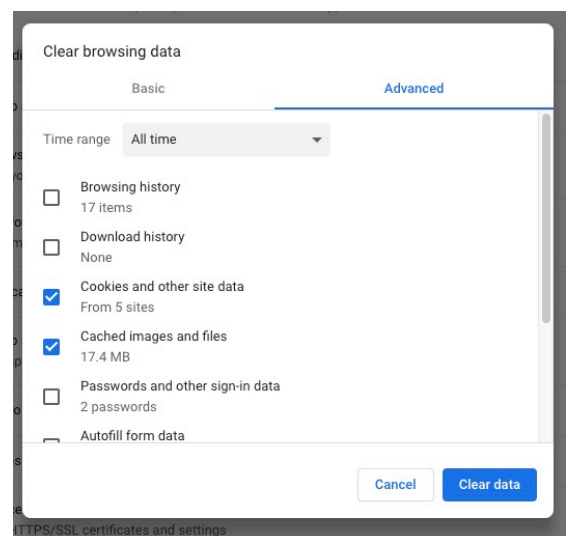 Clear browsing data
Basic
Advanced
Time range
All time
Browsing history
17 items
Download history
None
Cookies and other site data
From 5 sites
Cached images and files
17.4 MB
Passwords and other sign-in data
2 passwords
Autofill form data
Cancel
Clear data
HTTPS/SSL certificates and settings